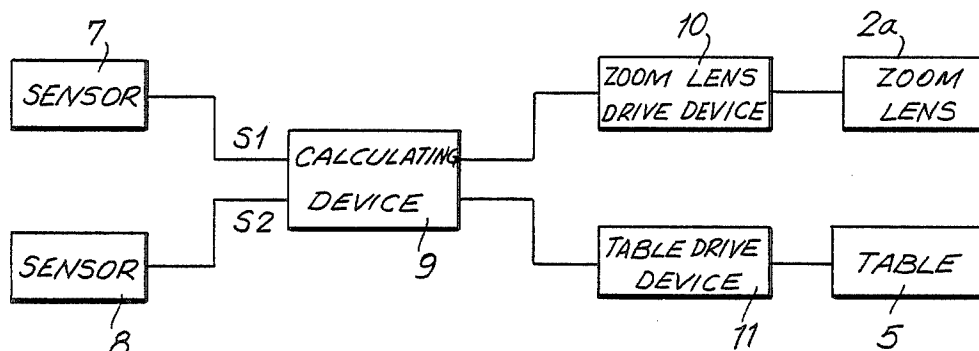 7
SENSOR
S1
S2
SENSOR
8
CALCULATING
DEVICE
9
10
ZOOM LENS
DRIVE DEVICE
2a
ZOOM
LENS
TABLE DRIVE
DEVICE
11
TABLE
5